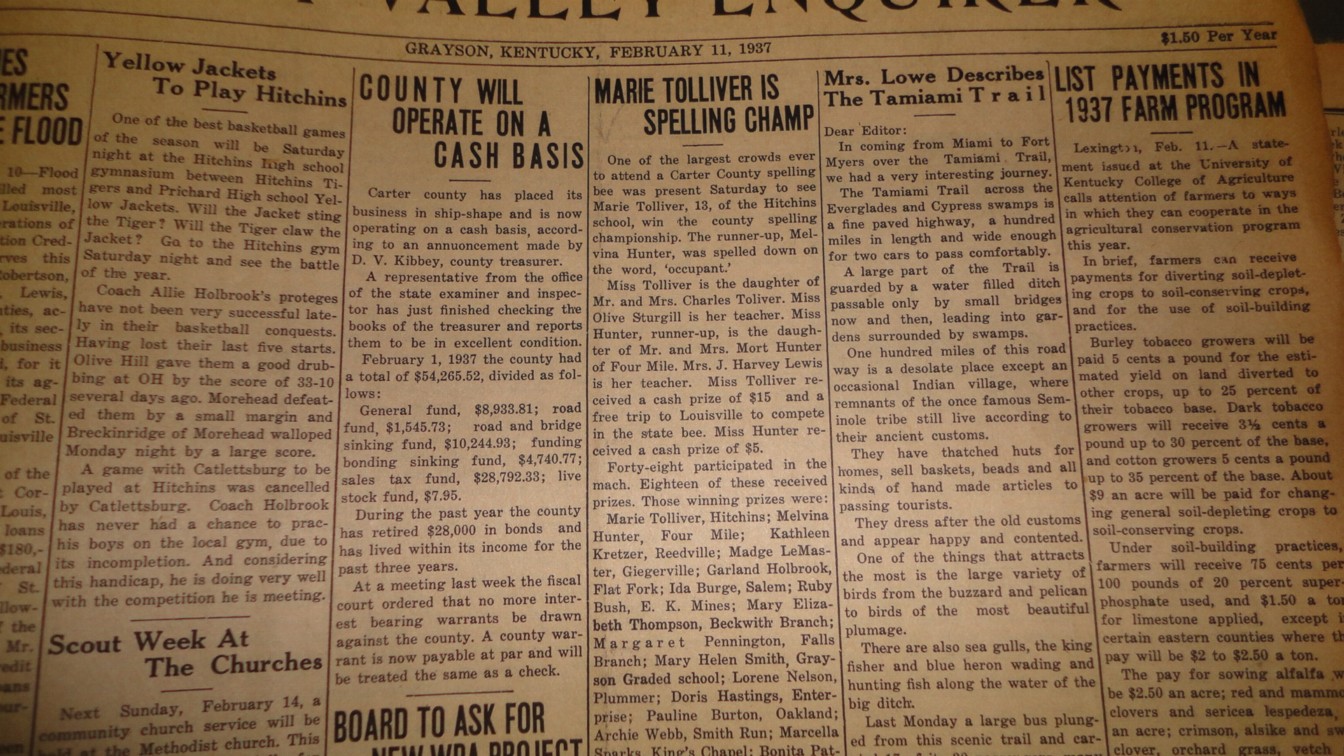 VALLEY ENQUIRER
GRAYSON, KENTUCKY, FEBRUARY 11, 1937
$1.50 Per Year
RMERS
FLOOD
10—Flood
most
Louisville,
of
Cred-
this
Lewis,
ac-
its sec-
business
for it
its ag-
Federal
of St.
of the
Cor-
Louis,
loans
$180,-
St.
the
Mr.
Yellow Jackets
To Play Hitchins
One of the best basketball games
of the season will be Saturday
night at the Hitchins high school
gymnasium between Hitchins Ti-
gers and Prichard High school Yel-
low Jackets. Will the Jacket sting
the Tiger? Will the Tiger claw the
Jacket? Go to the Hitchins gym
Saturday night and see the battle
of the year.
Coach Allie Holbrook's proteges
have not been very successful late-
ly in their basketball conquests.
Having lost their last five starts.
Olive Hill gave them a good drub-
bing at OH by the score of 33-10
several days ago. Morehead defeat-
ed them by a small margin and
Breckinridge of Morehead walloped
Monday night by a large score.
A game with Catlettsburg to be
played at Hitchins was cancelled
by Catlettsburg. Coach Holbrook
has never had a chance to prac-
his boys on the local gym, due to
its incompletion. And considering
this handicap, he is doing very well
with the competition he is meeting.
Scout Week At
The Churches
Next Sunday, February 14, a
community church service will be
held at the Methodist church. This
COUNTY WILL
OPERATE ON A
CASH BASIS
Carter county has placed its
business in ship-shape and is now
operating on a cash basis, accord-
ing to an annuoncement made by
D. V. Kibbey, county treasurer.
A representative from the office
of the state examiner and inspec-
tor has just finished checking the
books of the treasurer and reports
them to be in excellent condition.
February 1, 1937 the county had
a total of $54,265.52, divided as fol-
lows:
General fund, $8,933.81; road
fund, $1,545.73; road and bridge
sinking fund, $10,244.93; funding
bonding sinking fund, $4,740.77;
sales tax fund, $28,792.33; live
stock fund, $7.95.
During the past year the county
has retired $28,000 in bonds and
has lived within its income for the
past three years.
At a meeting last week the fiscal
court ordered that no more inter-
est bearing warrants be drawn
against the county. A county war-
rant is now payable at par and will
be treated the same as a check.
BOARD TO ASK FOR
NEW WPA PROJECT
MARIE TOLLIVER IS
SPELLING CHAMP
One of the largest crowds ever
to attend a Carter County spelling
bee was present Saturday to see
Marie Tolliver, 13, of the Hitchins
school, win the county spelling
championship. The runner-up, Mel-
vina Hunter, was spelled down on
the word, 'occupant.'
Miss Tolliver is the daughter of
Mr. and Mrs. Charles Toliver. Miss
Olive Sturgill is her teacher. Miss
Hunter, runner-up, is the daugh-
ter of Mr. and Mrs. Mort Hunter
of Four Mile. Mrs. J. Harvey Lewis
is her teacher. Miss Tolliver re-
ceived a cash prize of $15 and a
free trip to Louisville to compete
in the state bee. Miss Hunter re-
ceived a cash prize of $5.
Forty-eight participated in the
mach. Eighteen of these received
prizes. Those winning prizes were:
Marie Tolliver, Hitchins; Melvina
Hunter, Four Mile; Kathleen
Kretzer, Reedville; Madge LeMas-
ter, Giegerville; Garland Holbrook,
Flat Fork; Ida Burge, Salem; Ruby
Bush, E. K. Mines; Mary Eliza-
beth Thompson, Beckwith Branch;
Margaret Pennington, Falls
Branch; Mary Helen Smith, Gray-
son Graded school; Lorene Nelson,
Plummer; Doris Hastings, Enter-
prise; Pauline Burton, Oakland;
Archie Webb, Smith Run; Marcella
Sparks, King's Chapel; Bonita Pat-
Mrs. Lowe Describes
The Tamiami Trail
Dear Editor:
In coming from Miami to Fort
Myers over the Tamiami Trail,
we had a very interesting journey.
The Tamiami Trail across the
Everglades and Cypress swamps is
a fine paved highway, a hundred
miles in length and wide enough
for two cars to pass comfortably.
A large part of the Trail is
guarded by a water filled ditch
passable only by small bridges
now and then, leading into gar-
dens surrounded by swamps.
One hundred miles of this road
way is a desolate place except an
occasional Indian village, where
remnants of the once famous Sem-
inole tribe still live according to
their ancient customs.
They have thatched huts for
homes, sell baskets, beads and all
kinds of hand made articles to
passing tourists.
They dress after the old customs
and appear happy and contented.
One of the things that attracts
the most is the large variety of
birds from the buzzard and pelican
to birds of the most beautiful
plumage.
There are also sea gulls, the king
fisher and blue heron wading and
hunting fish along the water of the
big ditch.
Last Monday a large bus plung-
ed from this scenic trail and car-
LIST PAYMENTS IN
1937 FARM PROGRAM
Lexington, Feb. 11.—A state-
ment issued at the University of
Kentucky College of Agriculture
calls attention of farmers to ways
in which they can cooperate in the
agricultural conservation program
this year.
In brief, farmers can receive
payments for diverting soil-deplet-
ing crops to soil-conserving crops,
and for the use of soil-building
practices.
Burley tobacco growers will be
paid 5 cents a pound for the esti-
mated yield on land diverted to
other crops, up to 25 percent of
their tobacco base. Dark tobacco
growers will receive 3½ cents a
pound up to 30 percent of the base,
and cotton growers 5 cents a pound
up to 35 percent of the base. About
$9 an acre will be paid for chang-
ing general soil-depleting crops to
soil-conserving crops.
Under soil-building practices,
farmers will receive 75 cents per
100 pounds of 20 percent super
phosphate used, and $1.50 a ton
for limestone applied, except
certain eastern counties where
pay will be $2 to $2.50 a ton.
The pay for sowing alfalfa
be $2.50 an acre; red and
clovers and sericea lespedeza,
an acre; crimson, alsike and
clover, orchard grass,